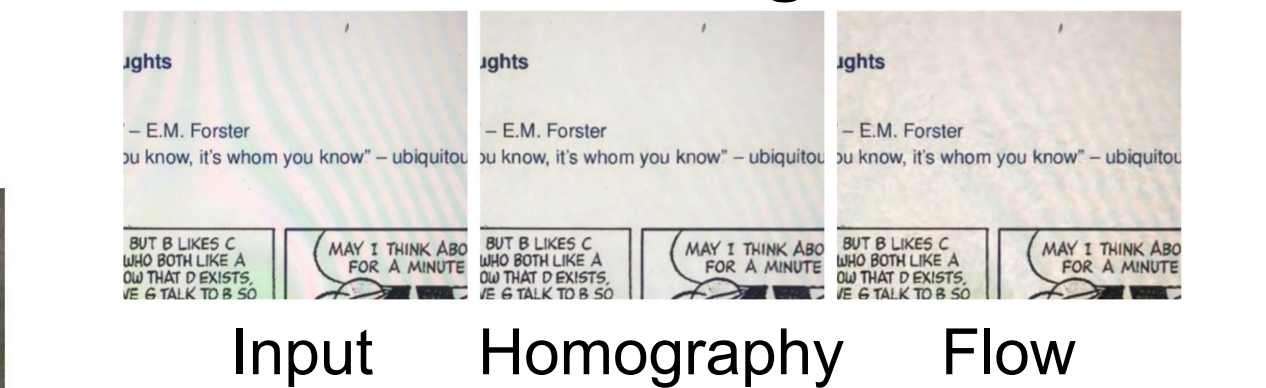 ughts
– E.M. Forster
ou know, it's whom you know” – ubiquitou
BUT B LIKES C
WHO BOTH LIKE A
OW THAT D EXISTS,
VE G TALK TO B SO
MAY I THINK ABO
FOR A MINUTE
ughts
– E.M. Forster
ou know, it's whom you know” – ubiquitou
BUT B LIKES C
WHO BOTH LIKE A
OW THAT D EXISTS,
VE G TALK TO B SO
MAY I THINK ABO
FOR A MINUTE
ughts
– E.M. Forster
ou know, it's whom you know” – ubiquitou
BUT B LIKES C
WHO BOTH LIKE A
OW THAT D EXISTS,
VE G TALK TO B SO
MAY I THINK ABO
FOR A MINUTE
Input Homography Flow